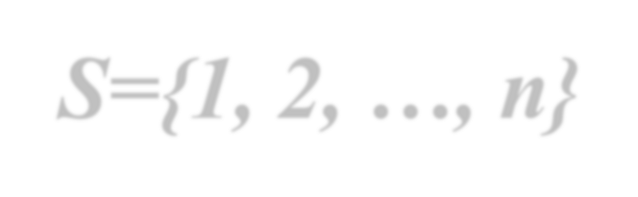 S={1, 2, …, n}